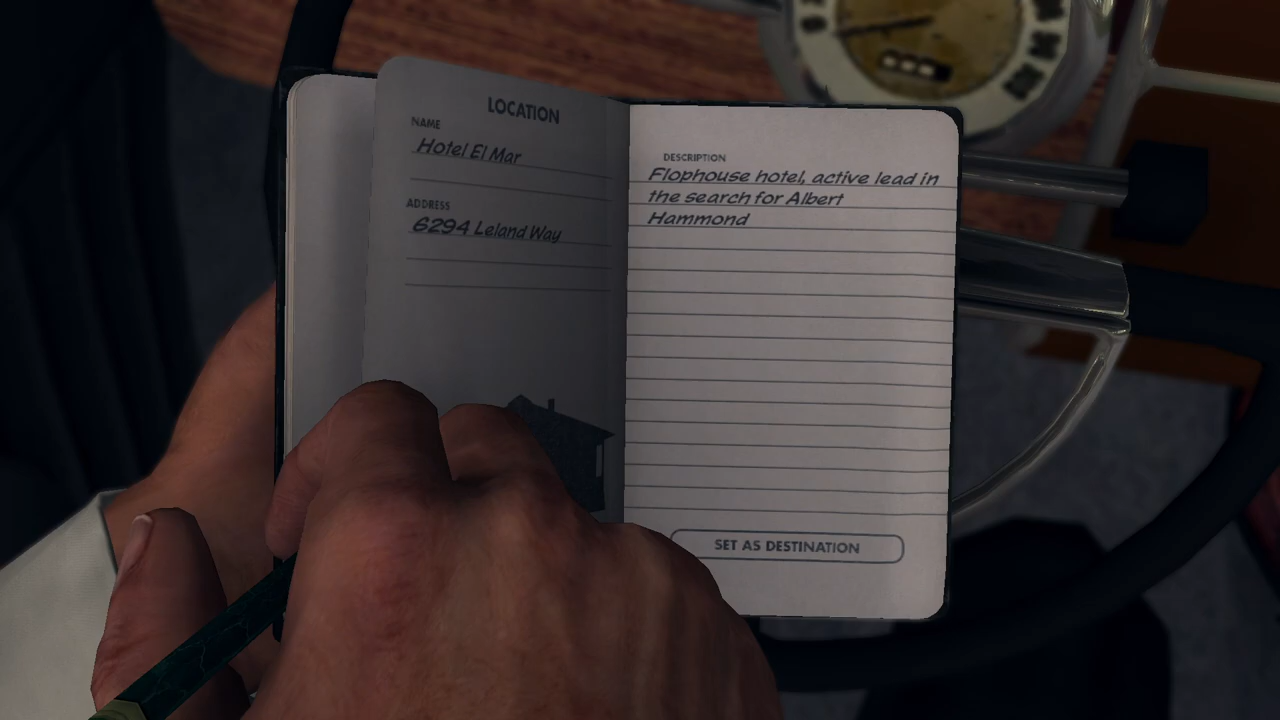 LOCATION
NAME
Hotel El Mar
ADDRESS
6294 Leland Way
DESCRIPTION
Flophouse hotel, active lead in
the search for Albert
Hammond
SET AS DESTINATION